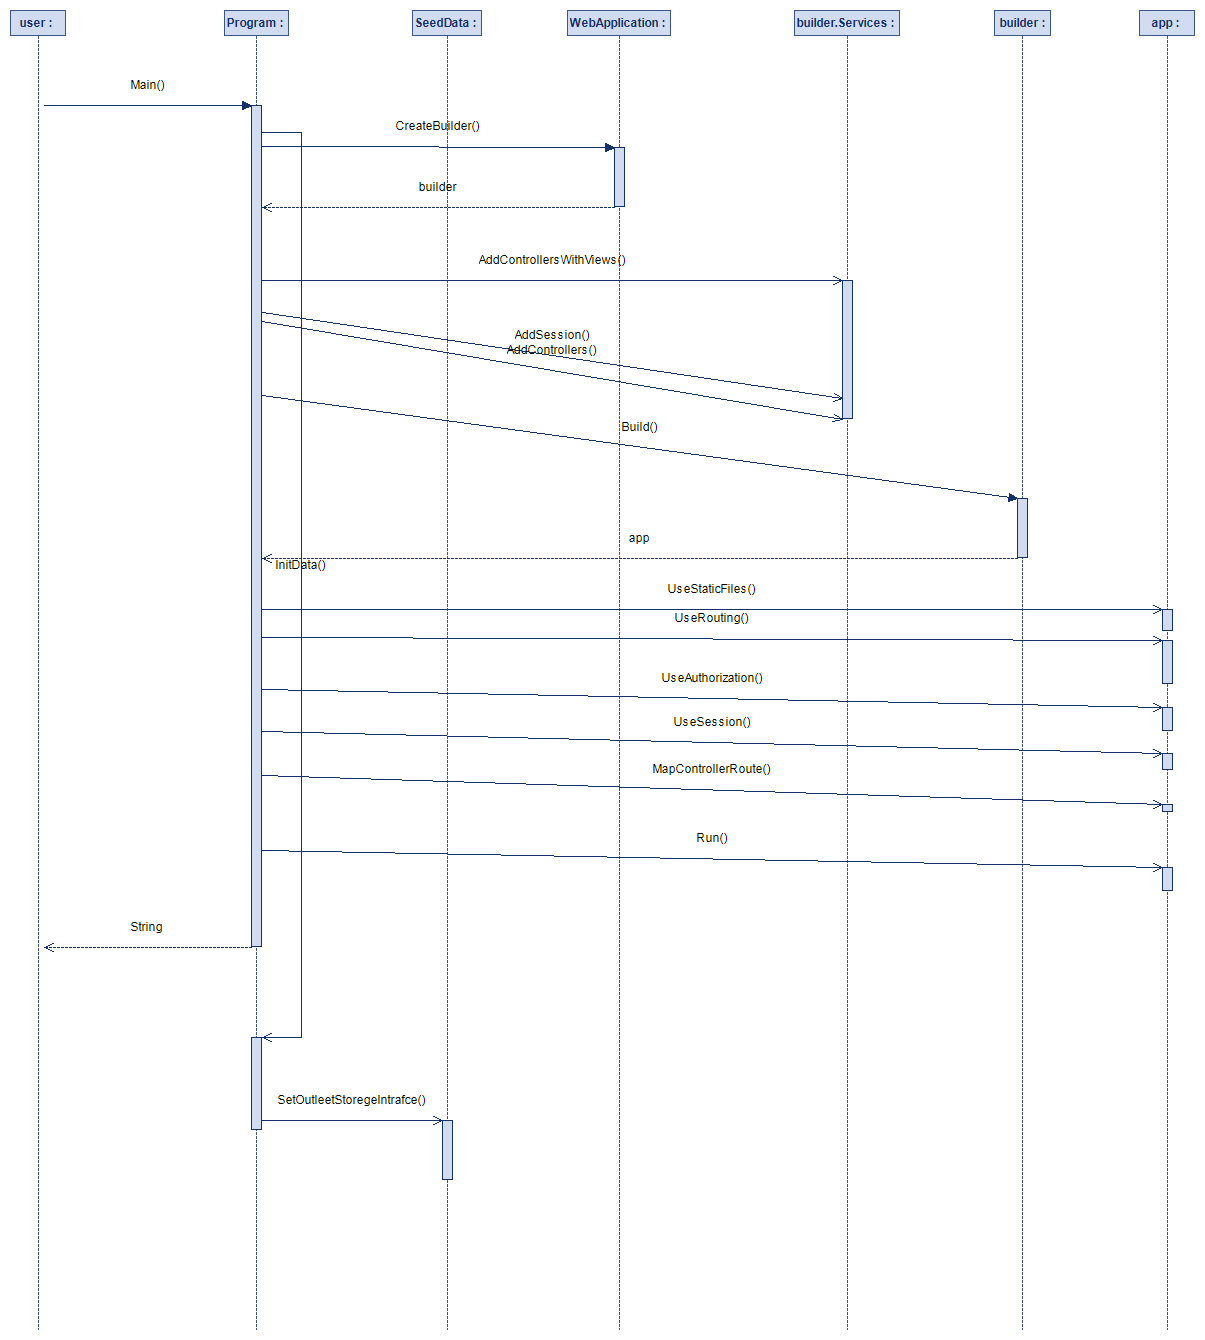 user :
Program :
SeedData :
WebApplication :
builder.Services :
builder :
app :
Main()
CreateBuilder()
builder
AddControllersWithViews()
AddSession()
AddControllers()
Build()
app
InitData()
UseStaticFiles()
UseRouting()
UseAuthorization()
UseSession()
MapControllerRoute()
Run()
String
SetOutleetStoregeIntrafce()